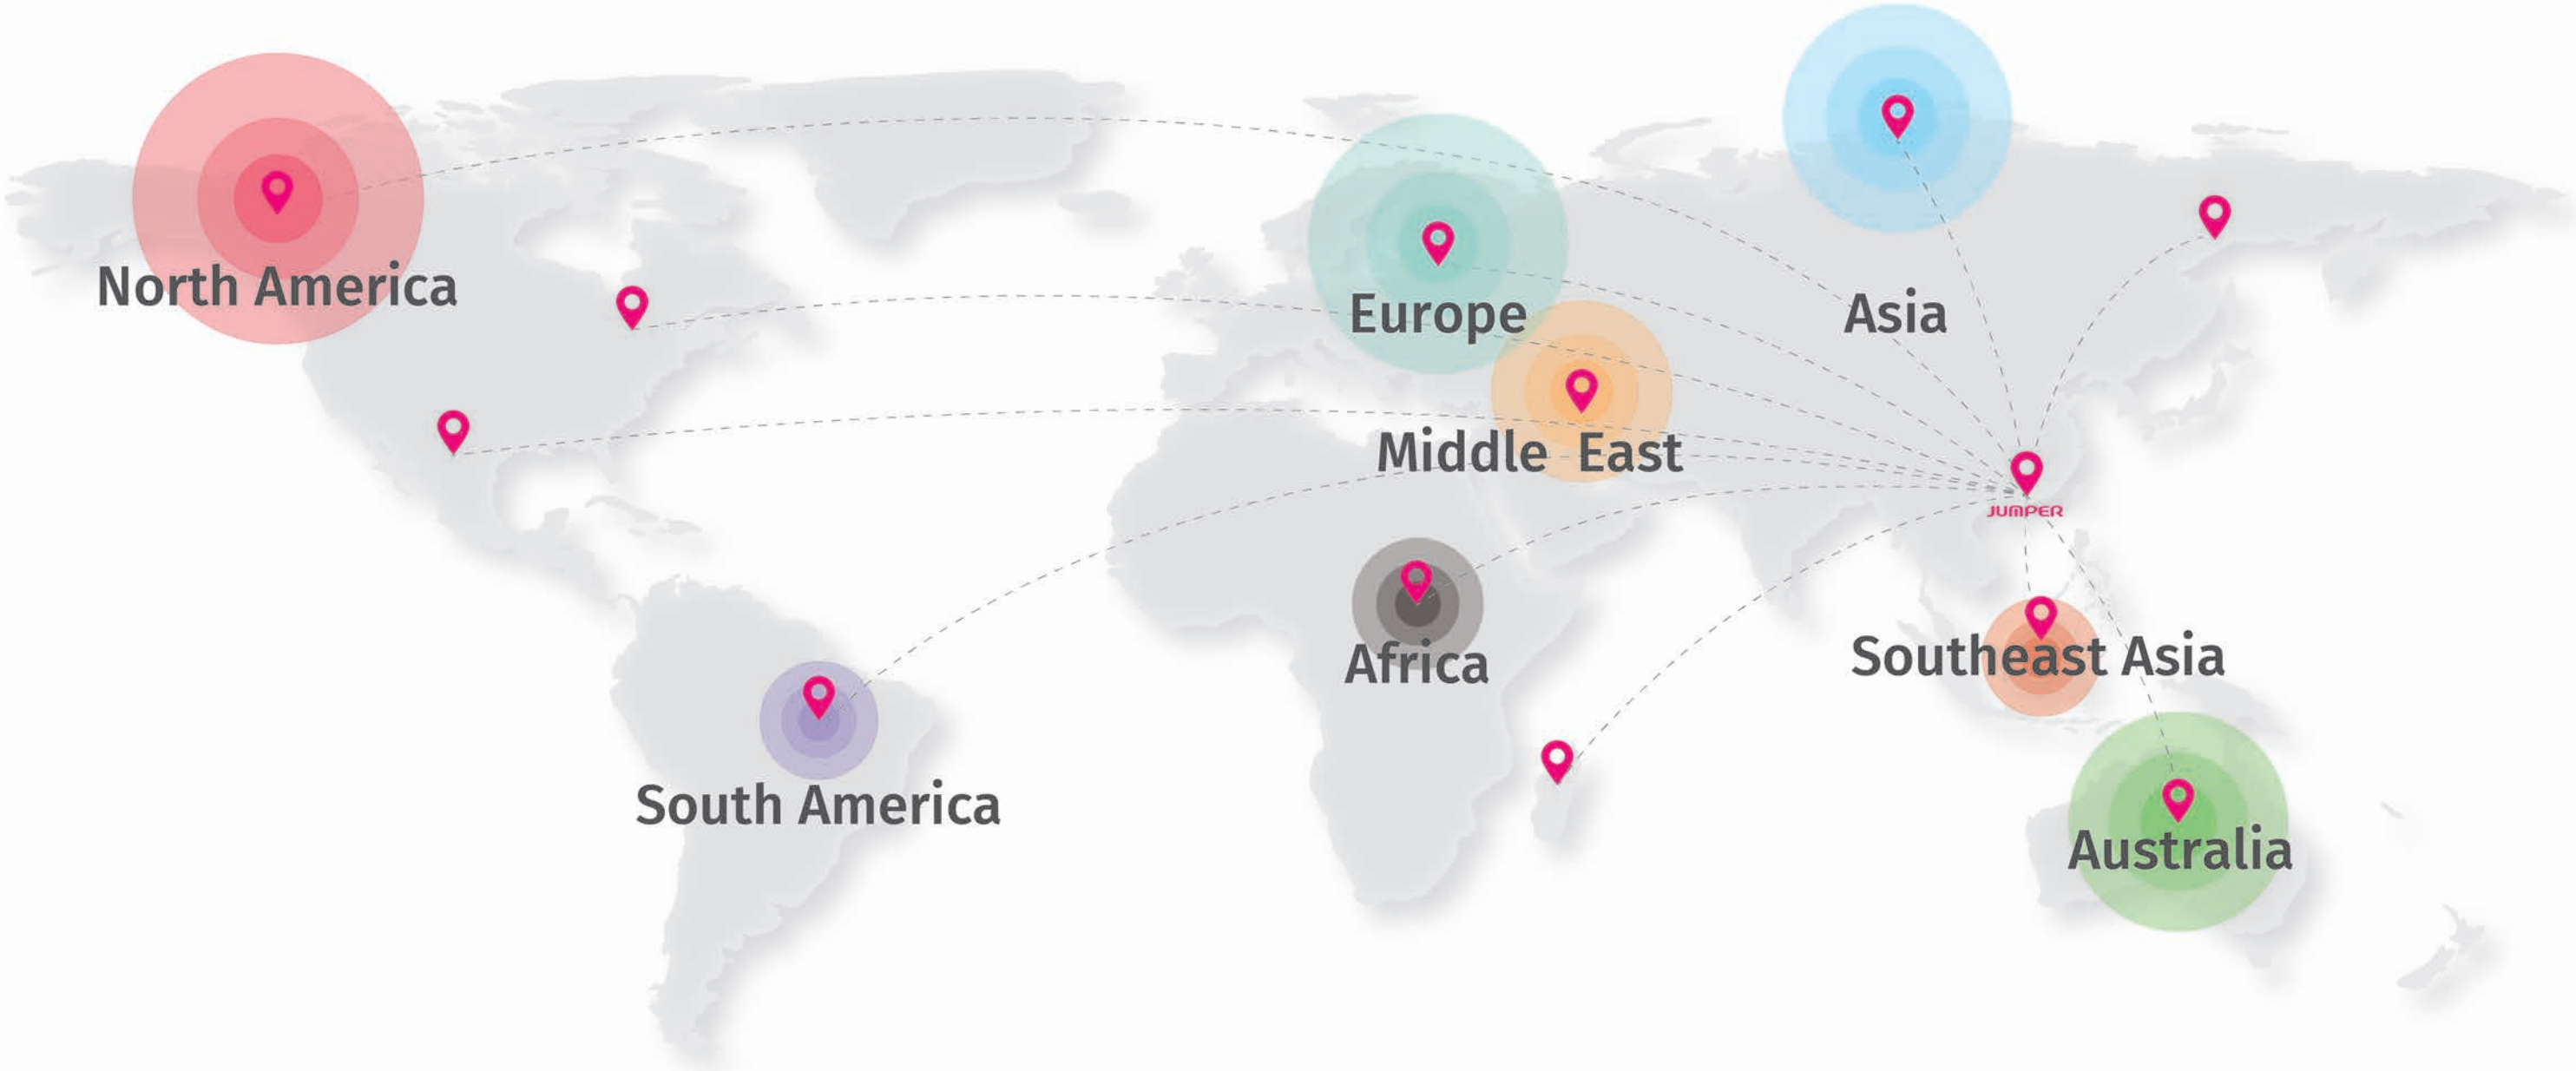 North America
Europe
Asia
Middle East
JUMPER
Africa
Southeast Asia
South America
Australia